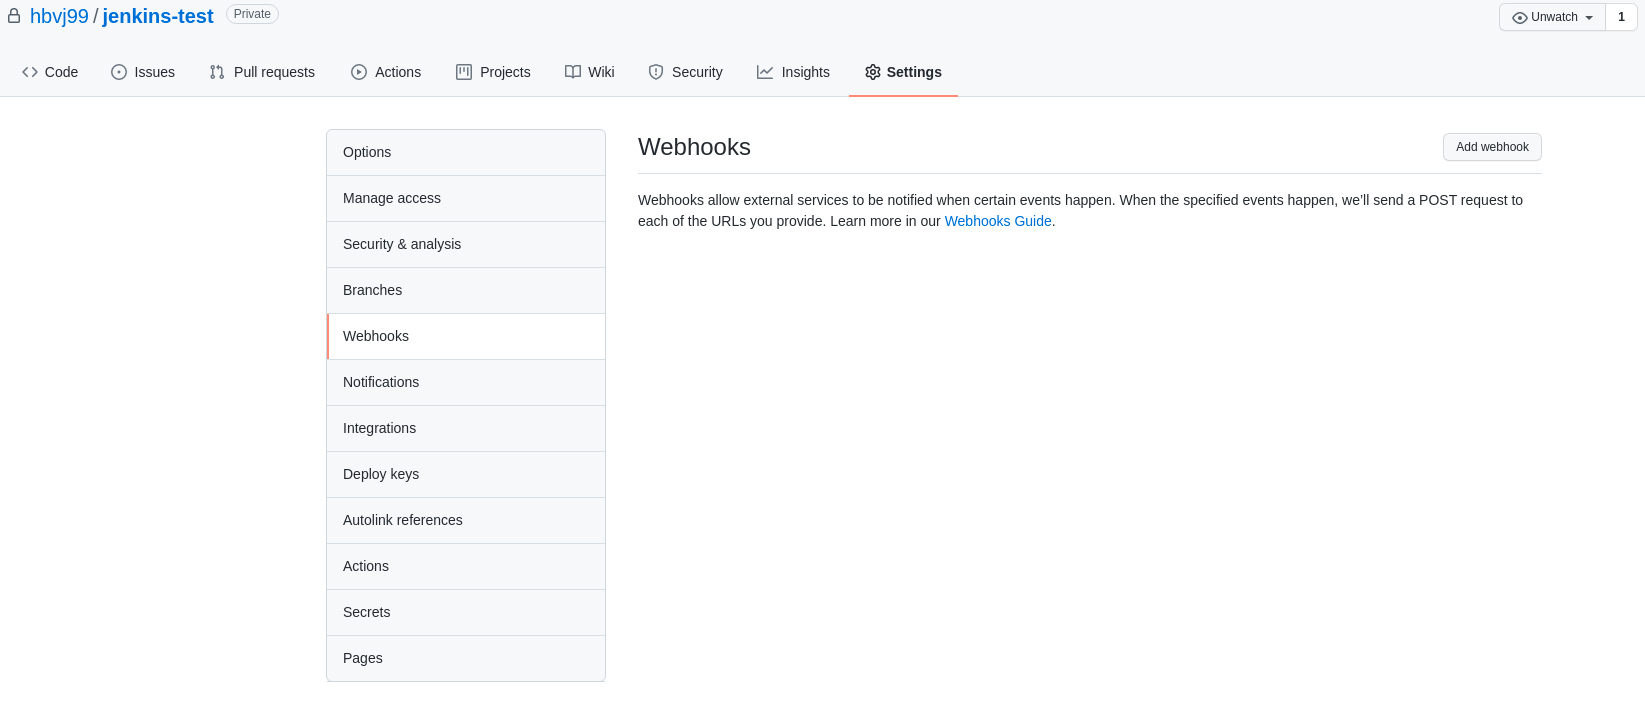 hbvj99 / jenkins-test Private Unwatch 1
Code Issues Pull requests Actions Projects Wiki Security Insights Settings
Options
Manage access
Security & analysis
Branches
Webhooks
Notifications
Integrations
Deploy keys
Autolink references
Actions
Secrets
Pages
Webhooks Add webhook
Webhooks allow external services to be notified when certain events happen. When the specified events happen, we’ll send a POST request to
each of the URLs you provide. Learn more in our Webhooks Guide.